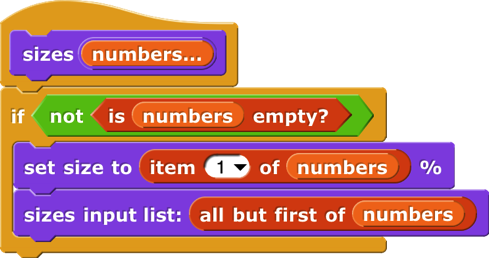 sizes numbers...
if not is numbers empty?
set size to item 1 of numbers %
sizes input list: all but first of numbers